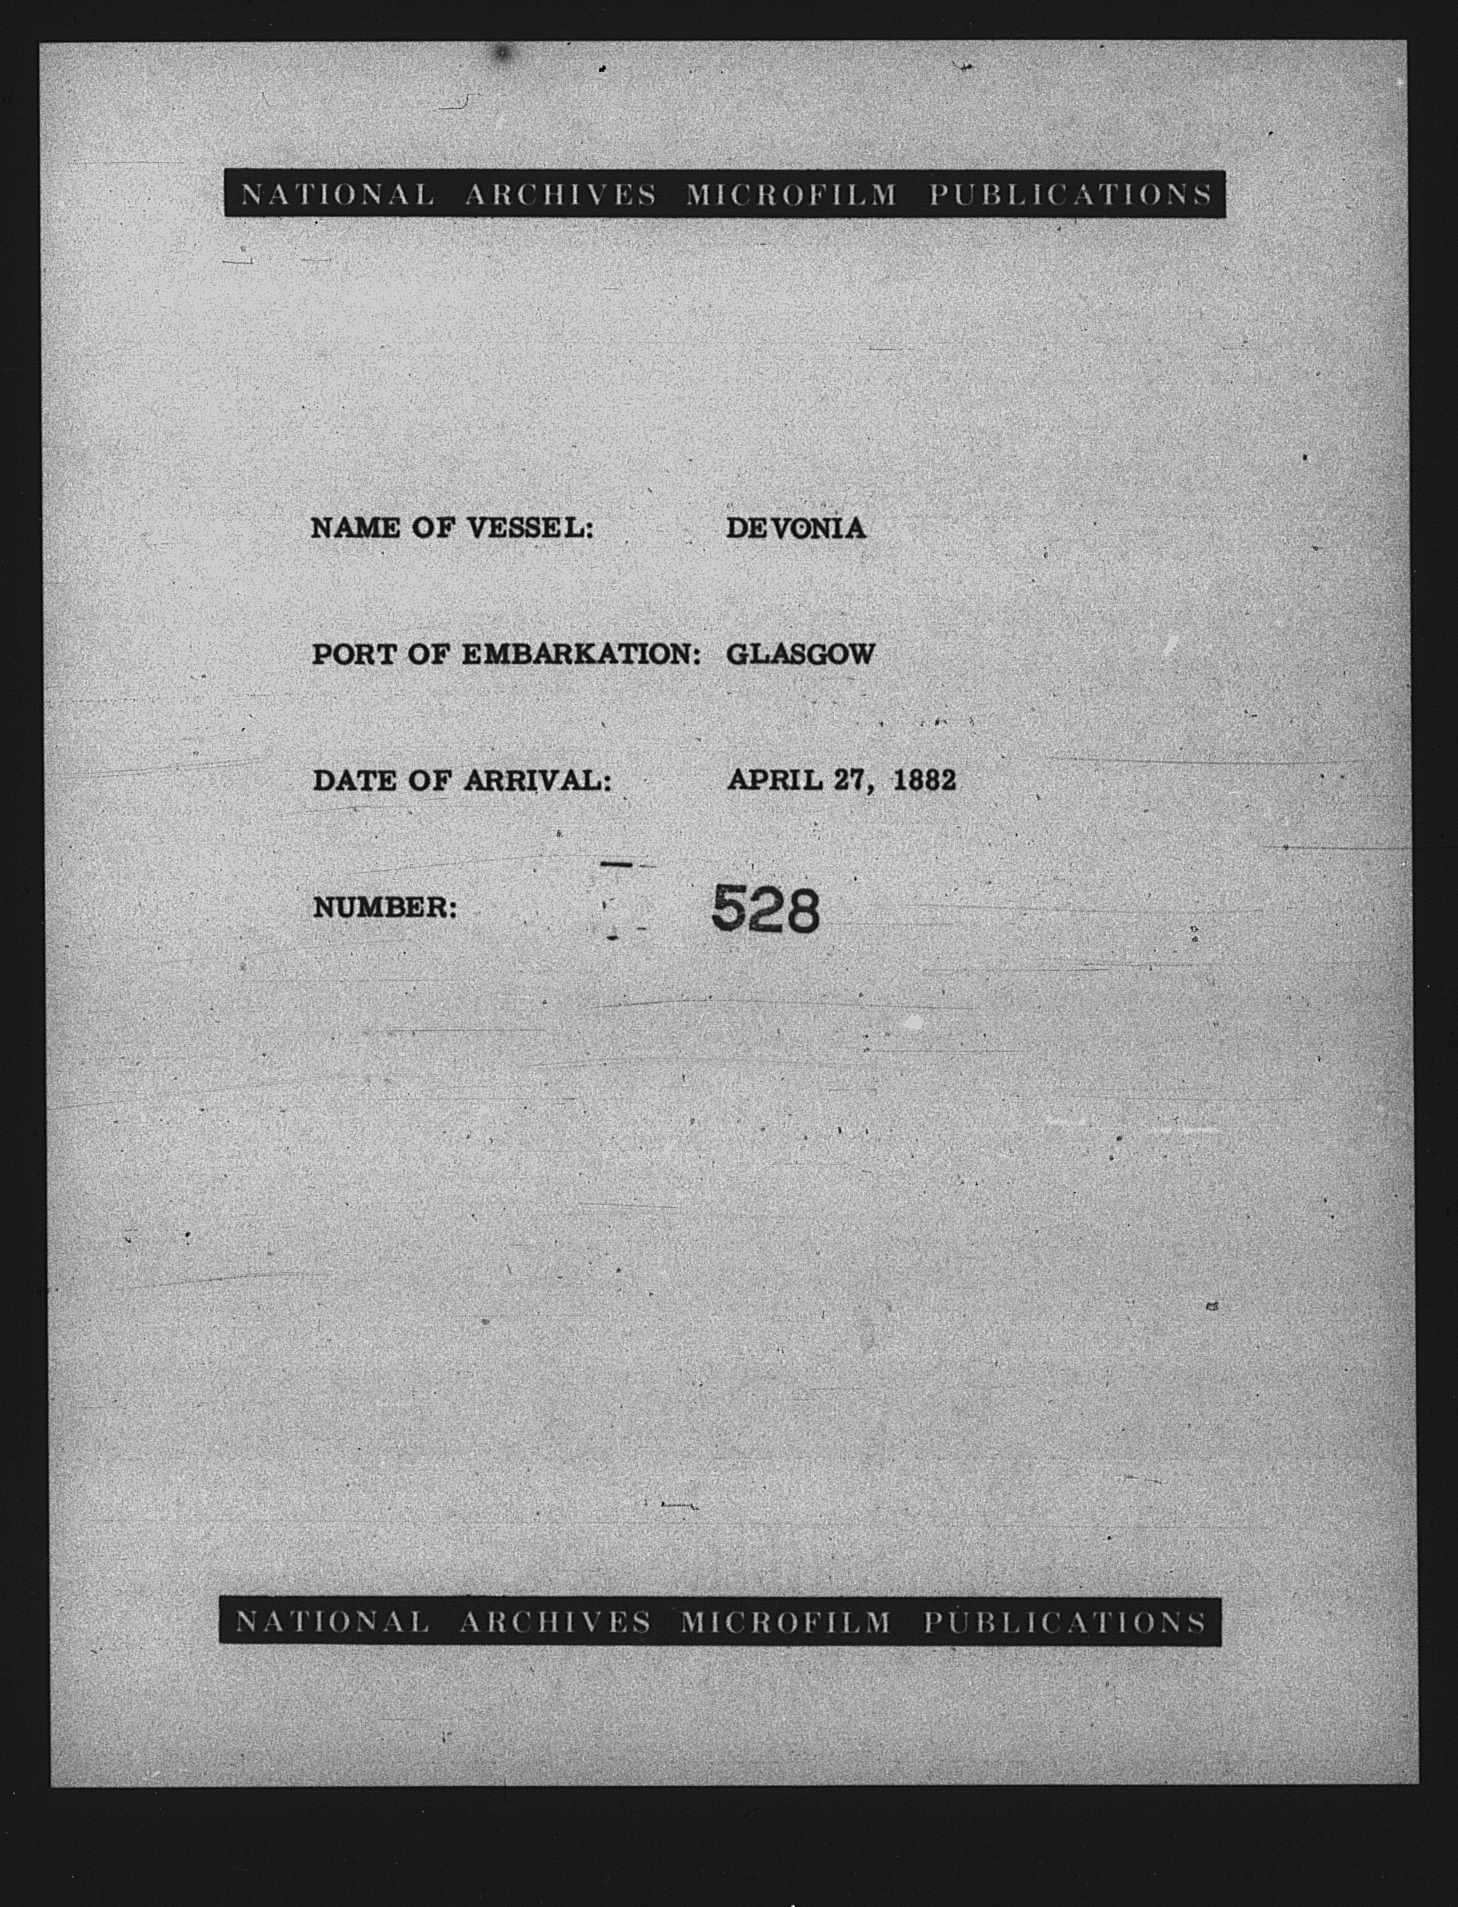 NATIONAL ARCHIVES MICROFILM PUBLICATIONS
NAME OF VESSEL: DEVONIA
PORT OF EMBARKATION: GLASGOW
DATE OF ARRIVAL: APRIL 27, 1882
NUMBER: 528
NATIONAL ARCHIVES MICROFILM PUBLICATIONS